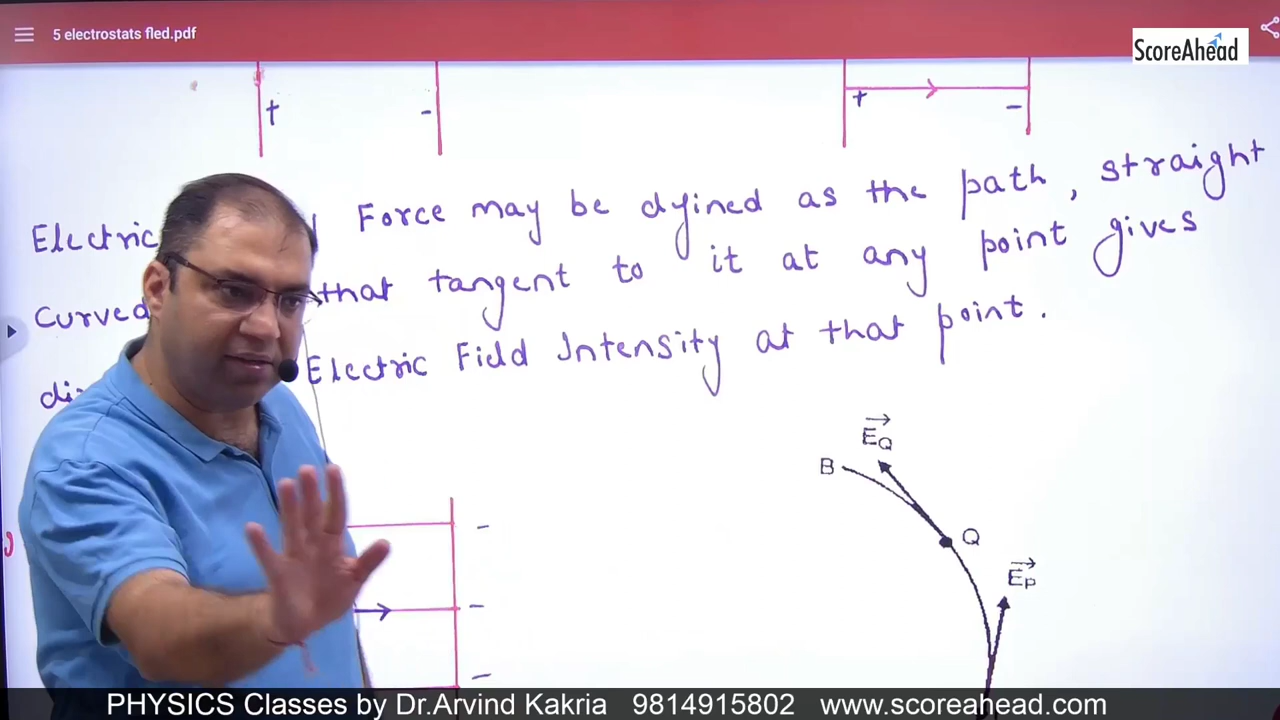 5 electrostats fled.pdf
ScoreAhead
+ - + -
Electric Force may be defined as the path, straight
curved that tangent to it at any point gives
Electric Field Intensity at that point.
E⃗Q
B
Q
E⃗P
-
-
-
PHYSICS Classes by Dr.Arvind Kakria 9814915802 www.scoreahead.com